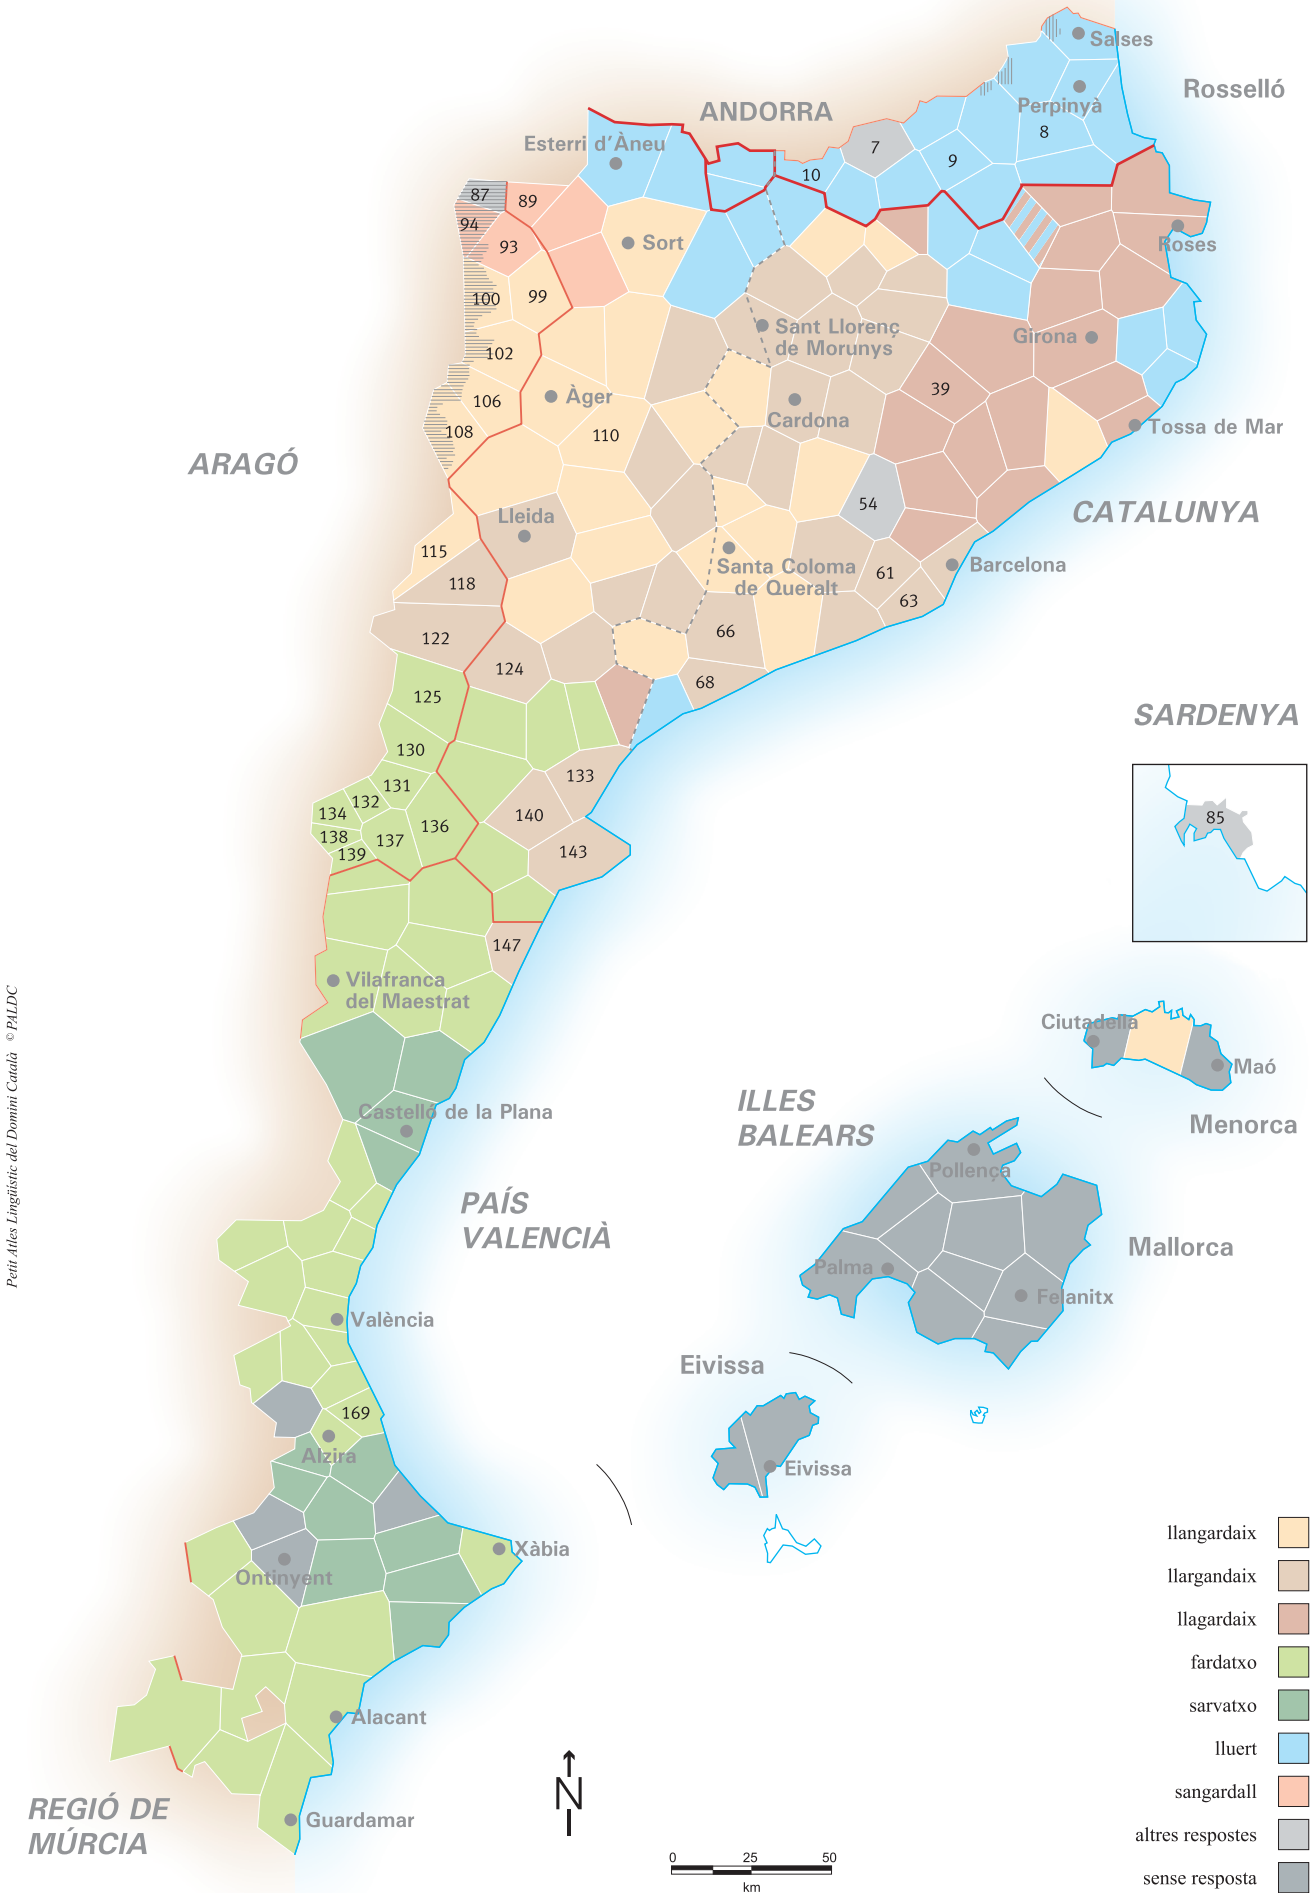 Salses
Rosselló
ANDORRA
Perpinyà
8
Esterri d'Àneu
7
9
10
87
89
94
93
Sort
Roses
100
99
Sant Llorenç
de Morunys
Girona
102
39
106
Àger
Cardona
Tossa de Mar
108
110
ARAGÓ
54
CATALUNYA
Lleida
115
Santa Coloma
de Queralt
61
Barcelona
118
63
122
66
124
68
125
SARDENYA
130
133
131
132
134
140
136
85
138
137
139
143
147
Vilafranca
del Maestrat
Petit Atles Lingüístic del Domini Català © PALDC
Ciutadella
Maó
Castelló de la Plana
ILLES
BALEARS
Menorca
Pollença
PAÍS
VALENCIÀ
Mallorca
Palma
Felanitx
València
Eivissa
169
Alzira
Eivissa
Xàbia
Ontinyent
Alacant
Guardamar
REGIÓ DE
MÚRCIA
N
0 25 50
km
llangardaix
llargandaix
llagardaix
fardatxo
sarvatxo
lluert
sangardall
altres respostes
sense resposta